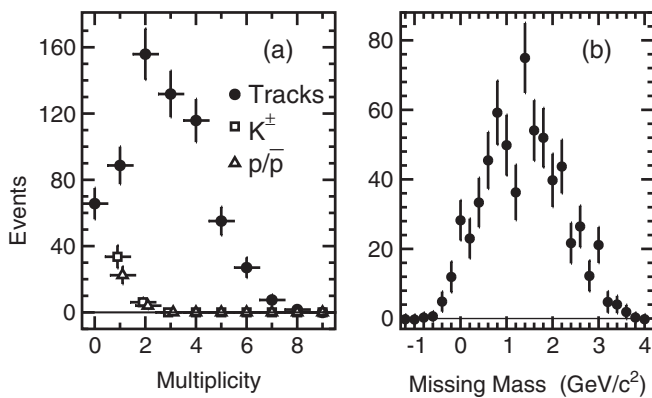 160
120
80
40
0
Events
(a)
Tracks
K±
p/p̅
0 2 4 6 8
Multiplicity
80
60
40
20
0
(b)
-1 0 1 2 3 4
Missing Mass (GeV/c²)